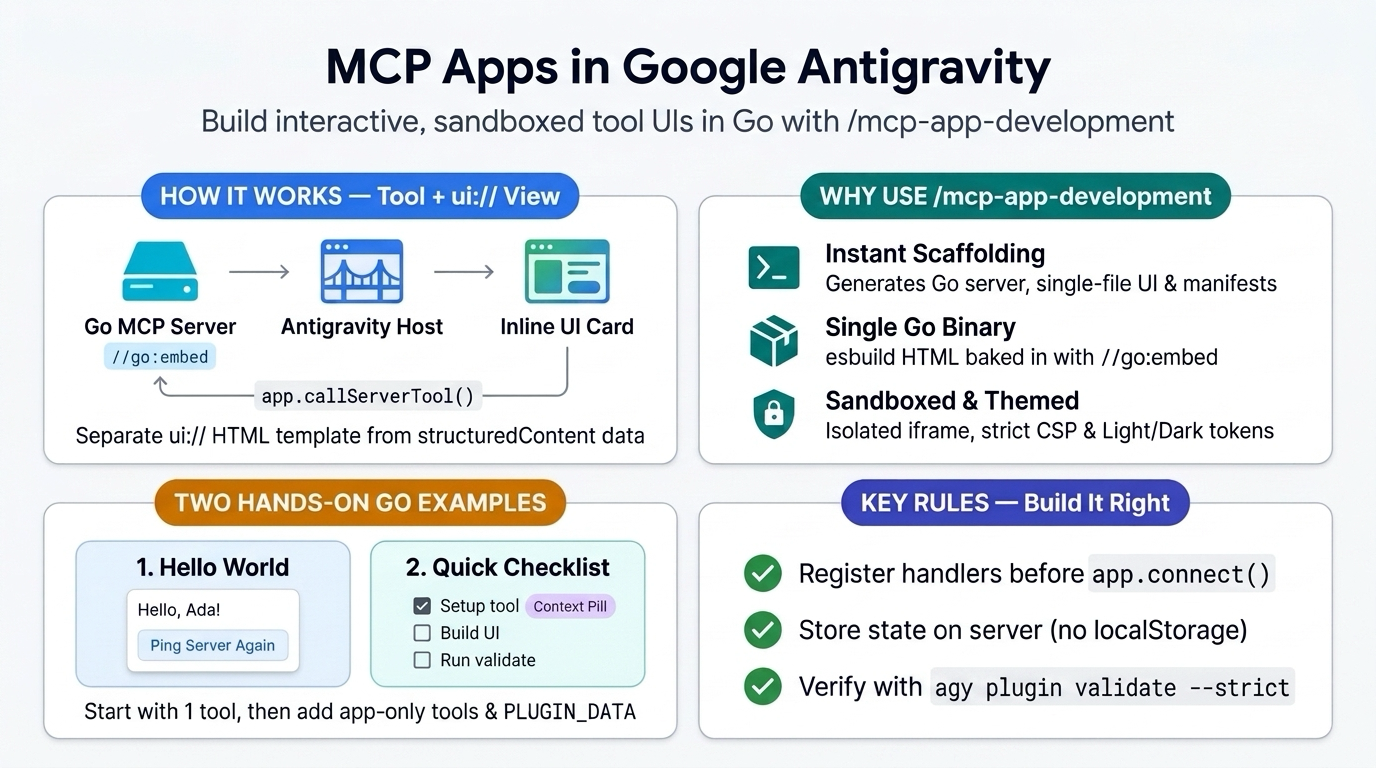 MCP Apps in Google Antigravity
Build interactive, sandboxed tool UIs in Go with /mcp-app-development
HOW IT WORKS — Tool + ui:// View
Go MCP Server
//go:embed
Antigravity Host
Inline UI Card
app.callServerTool()
Separate ui:// HTML template from structuredContent data
WHY USE /mcp-app-development
Instant Scaffolding
Generates Go server, single-file UI & manifests
Single Go Binary
esbuild HTML baked in with //go:embed
Sandboxed & Themed
Isolated iframe, strict CSP & Light/Dark tokens
TWO HANDS-ON GO EXAMPLES
1. Hello World
Hello, Ada!
Ping Server Again
2. Quick Checklist
Setup tool Context Pill
Build UI
Run validate
Start with 1 tool, then add app-only tools & PLUGIN_DATA
KEY RULES — Build It Right
Register handlers before app.connect()
Store state on server (no localStorage)
Verify with agy plugin validate --strict